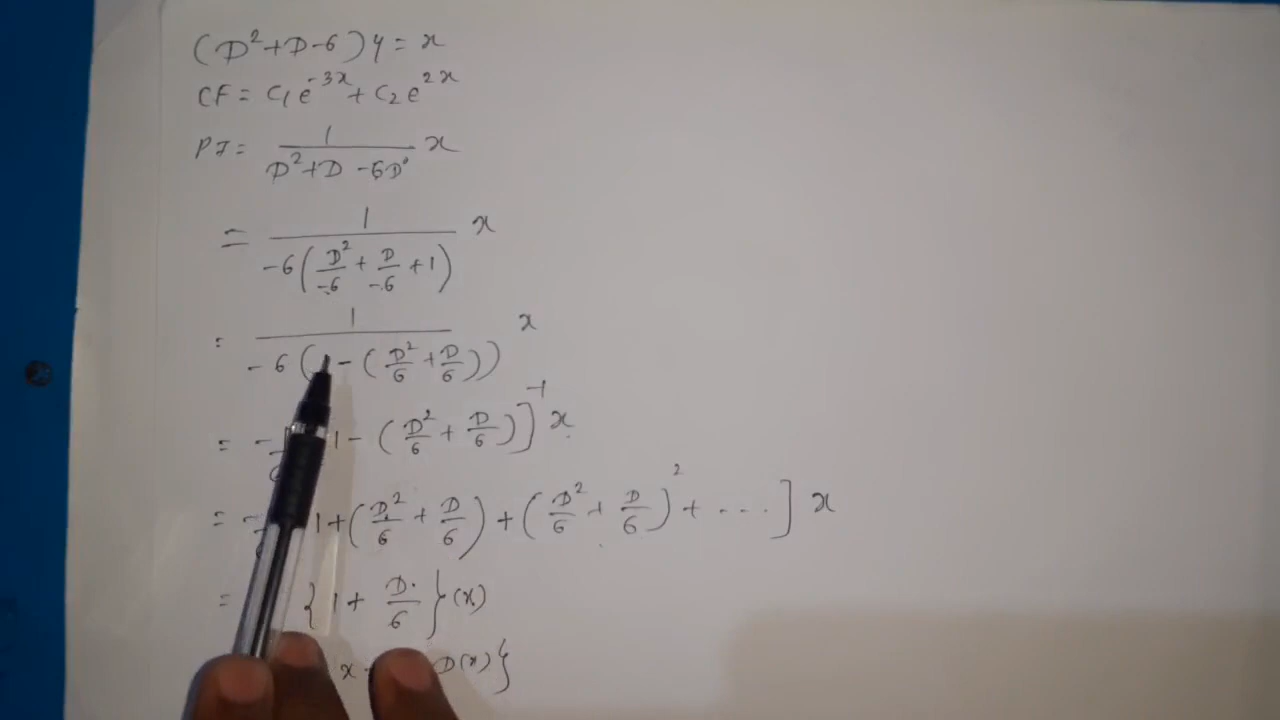 (D²+D-6)y = x
CF = C₁e^-3x + C₂e^2x
PI = 1/(D²+D-6D°) x
= 1/(-6(D²/-6 + D/-6 + 1)) x
= 1/(-6(1-(D²/6 + D/6))) x
= - 1 - (D²/6 + D/6)]^-1 x
= - 1+(D²/6 + D/6) + (D²/6 + D/6)² + ...] x
= {1 + D/6}(x)
x D(x)}